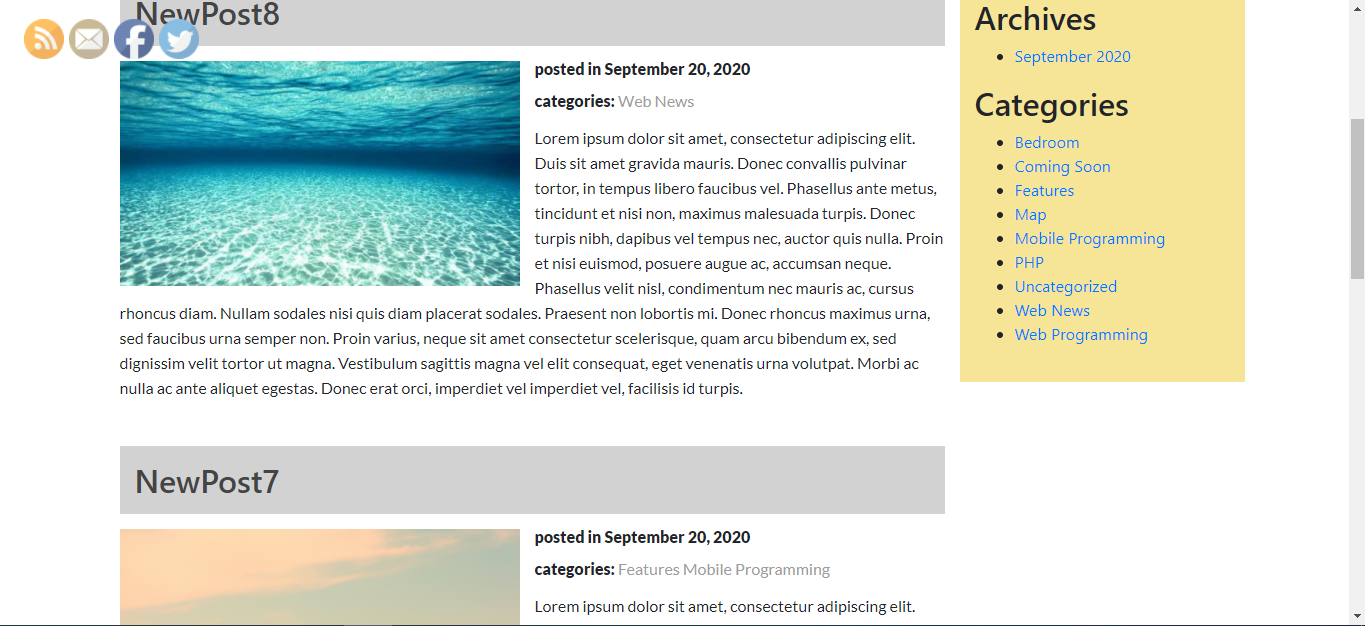 NewPost8
posted in September 20, 2020
categories: Web News
Lorem ipsum dolor sit amet, consectetur adipiscing elit.
Duis sit amet gravida mauris. Donec convallis pulvinar
tortor, in tempus libero faucibus vel. Phasellus ante metus,
tincidunt et nisi non, maximus malesuada turpis. Donec
turpis nibh, dapibus vel tempus nec, auctor quis nulla. Proin
et nisi euismod, posuere augue ac, accumsan neque.
Phasellus velit nisl, condimentum nec mauris ac, cursus
rhoncus diam. Nullam sodales nisi quis diam placerat sodales. Praesent non lobortis mi. Donec rhoncus maximus urna,
sed faucibus urna semper non. Proin varius, neque sit amet consectetur scelerisque, quam arcu bibendum ex, sed
dignissim velit tortor ut magna. Vestibulum sagittis magna vel elit consequat, eget venenatis urna volutpat. Morbi ac
nulla ac ante aliquet egestas. Donec erat orci, imperdiet vel imperdiet vel, facilisis id turpis.
NewPost7
posted in September 20, 2020
categories: Features Mobile Programming
Lorem ipsum dolor sit amet, consectetur adipiscing elit.
Archives
September 2020
Categories
Bedroom
Coming Soon
Features
Map
Mobile Programming
PHP
Uncategorized
Web News
Web Programming